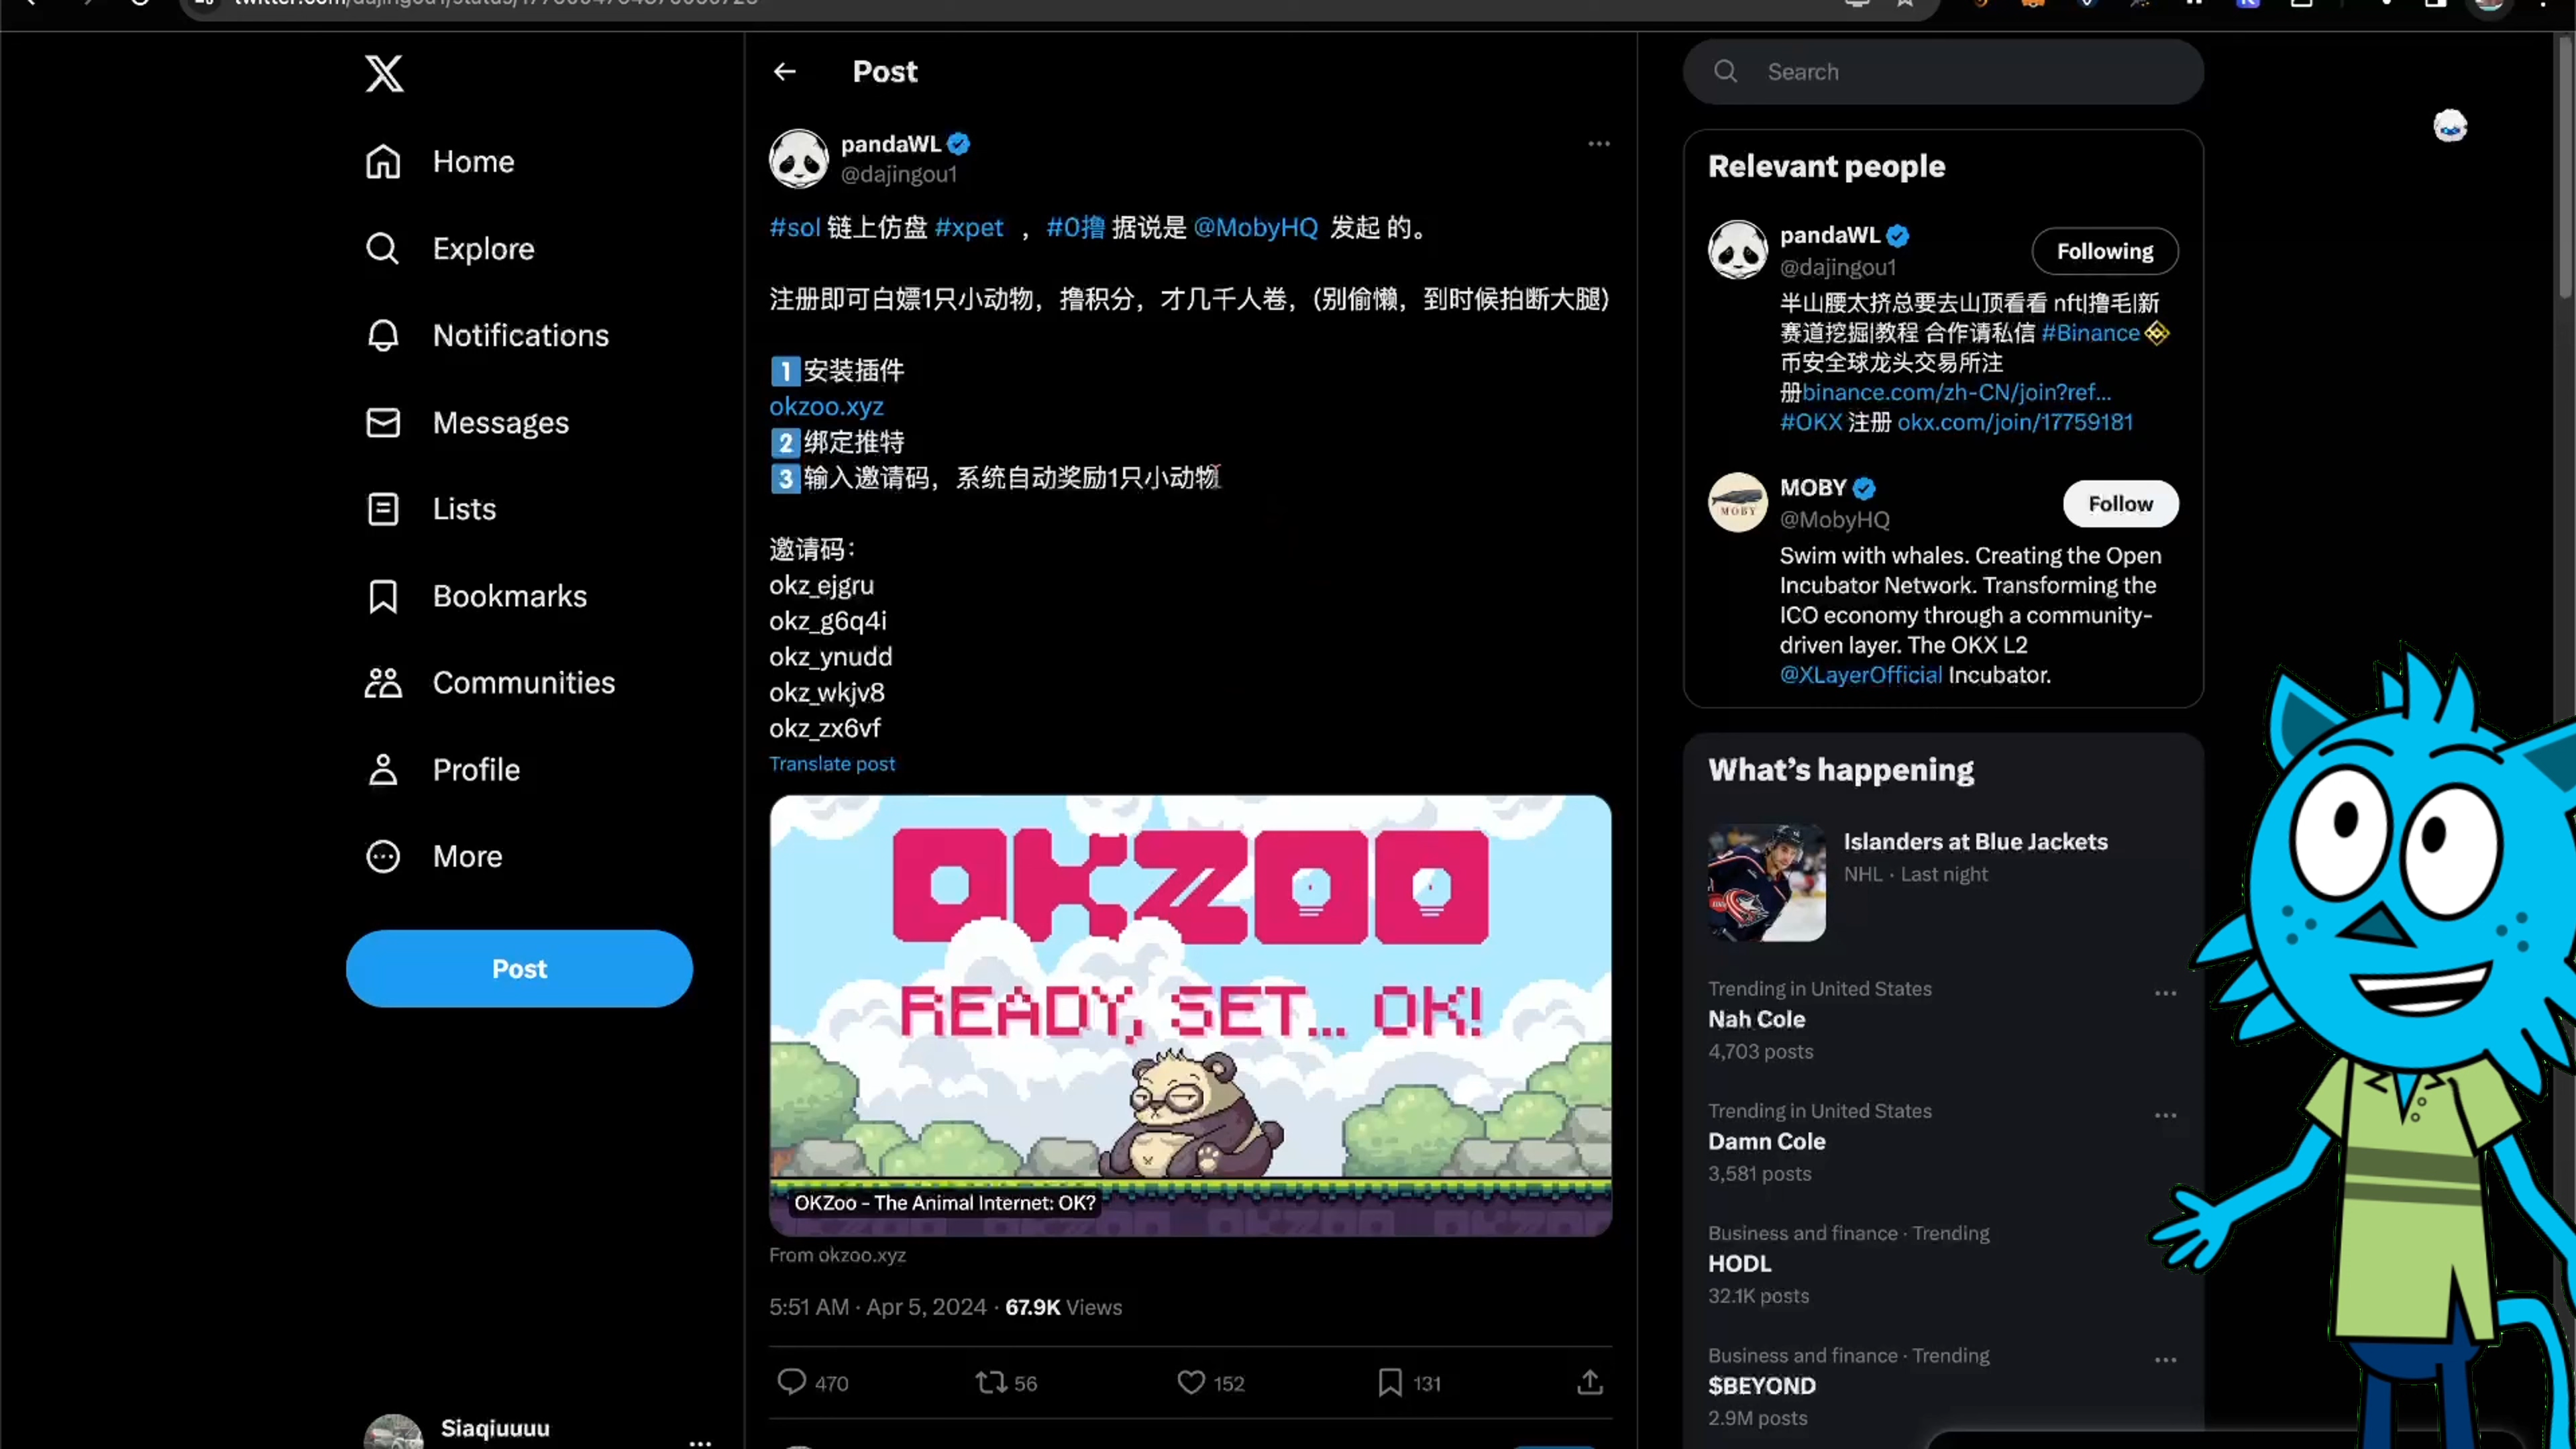 Post
Search
Home
Explore
Notifications
Messages
Lists
Bookmarks
Communities
Profile
More
Post
Siaqiuuuu
pandaWL
@dajingou1
#sol 链上仿盘 #xpet ，#0撸 据说是 @MobyHQ 发起 的。
注册即可白嫖1只小动物，撸积分，才几千人卷，(别偷懒，到时候拍断大腿)
1 安装插件
okzoo.xyz
2 绑定推特
3 输入邀请码，系统自动奖励1只小动物
邀请码：
okz_ejgru
okz_g6q4i
okz_ynudd
okz_wkjv8
okz_zx6vf
Translate post
OKZOO
READY, SET... OK!
OKZoo - The Animal Internet: OK?
From okzoo.xyz
5:51 AM · Apr 5, 2024 · 67.9K Views
470 56 152 131
Relevant people
pandaWL
@dajingou1
Following
半山腰太挤总要去山顶看看 nft|撸毛|新
赛道挖掘|教程 合作请私信 #Binance
币安全球龙头交易所注
册binance.com/zh-CN/join?ref...
#OKX 注册 okx.com/join/17759181
MOBY
MOBY
@MobyHQ
Follow
Swim with whales. Creating the Open
Incubator Network. Transforming the
ICO economy through a community-
driven layer. The OKX L2
@XLayerOfficial Incubator.
What's happening
Islanders at Blue Jackets
NHL · Last night
Trending in United States
Nah Cole
4,703 posts
Trending in United States
Damn Cole
3,581 posts
Business and finance · Trending
HODL
32.1K posts
Business and finance · Trending
$BEYOND
2.9M posts